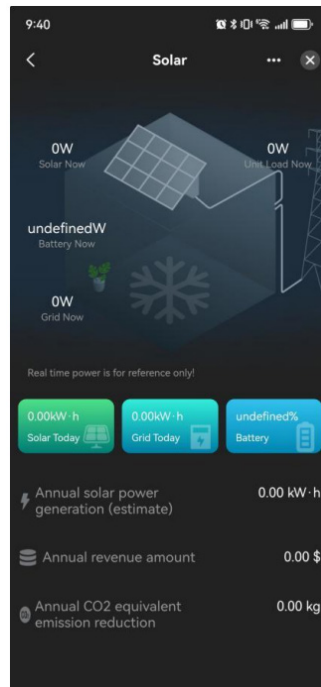 9:40
Solar
0W
Solar Now
0W
Unit Load Now
undefinedW
Battery Now
0W
Grid Now
Real time power is for reference only!
0.00kW·h
Solar Today
0.00kW·h
Grid Today
undefined%
Battery
Annual solar power
generation (estimate)
0.00 kW·h
Annual revenue amount
0.00 $
Annual CO2 equivalent
emission reduction
0.00 kg